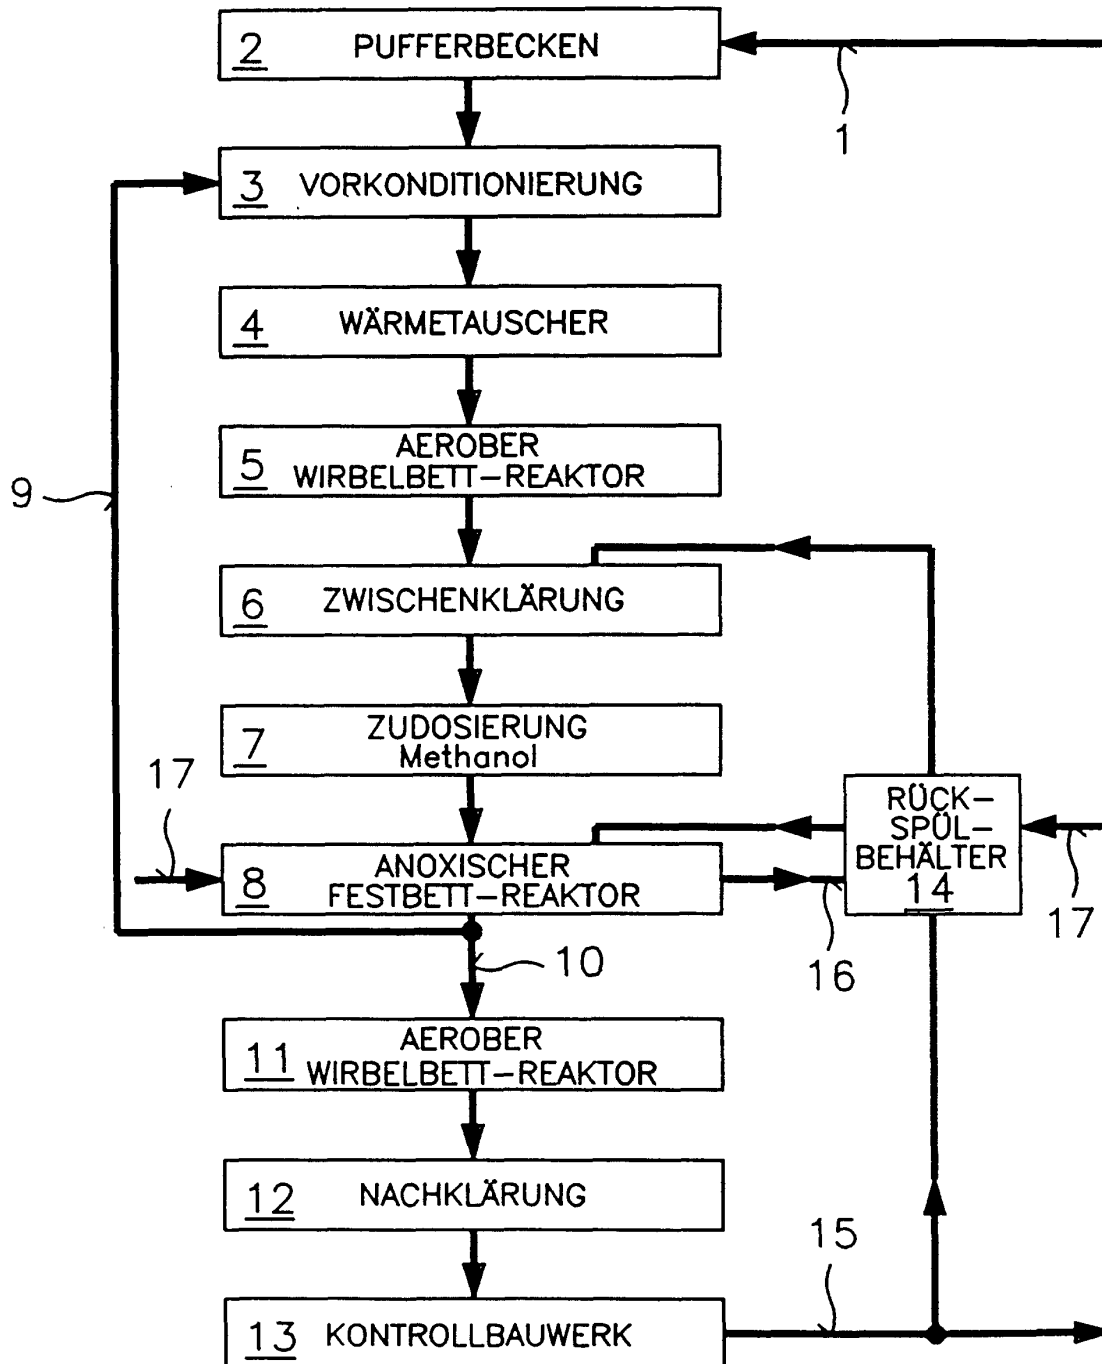 2 PUFFERBECKEN
1
3 VORKONDITIONIERUNG
4 WÄRMETAUSCHER
5 AEROBER
WIRBELBETT-REAKTOR
9
6 ZWISCHENKLÄRUNG
7 ZUDOSIERUNG
Methanol
17
RÜCK-
SPÜL-
BEHÄLTER
14
8 ANOXISCHER
FESTBETT-REAKTOR
17
16
10
11 AEROBER
WIRBELBETT-REAKTOR
12 NACHKLÄRUNG
15
13 KONTROLLBAUWERK